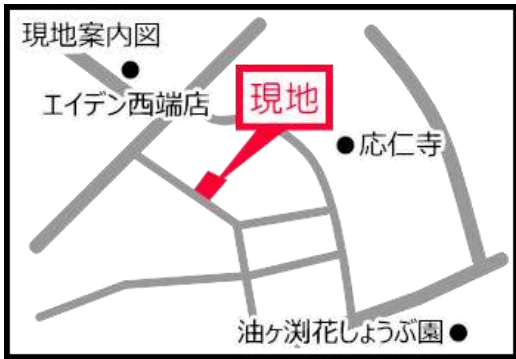 現地案内図
エイデン西端店
現地
応仁寺
油ヶ渕花しょうぶ園